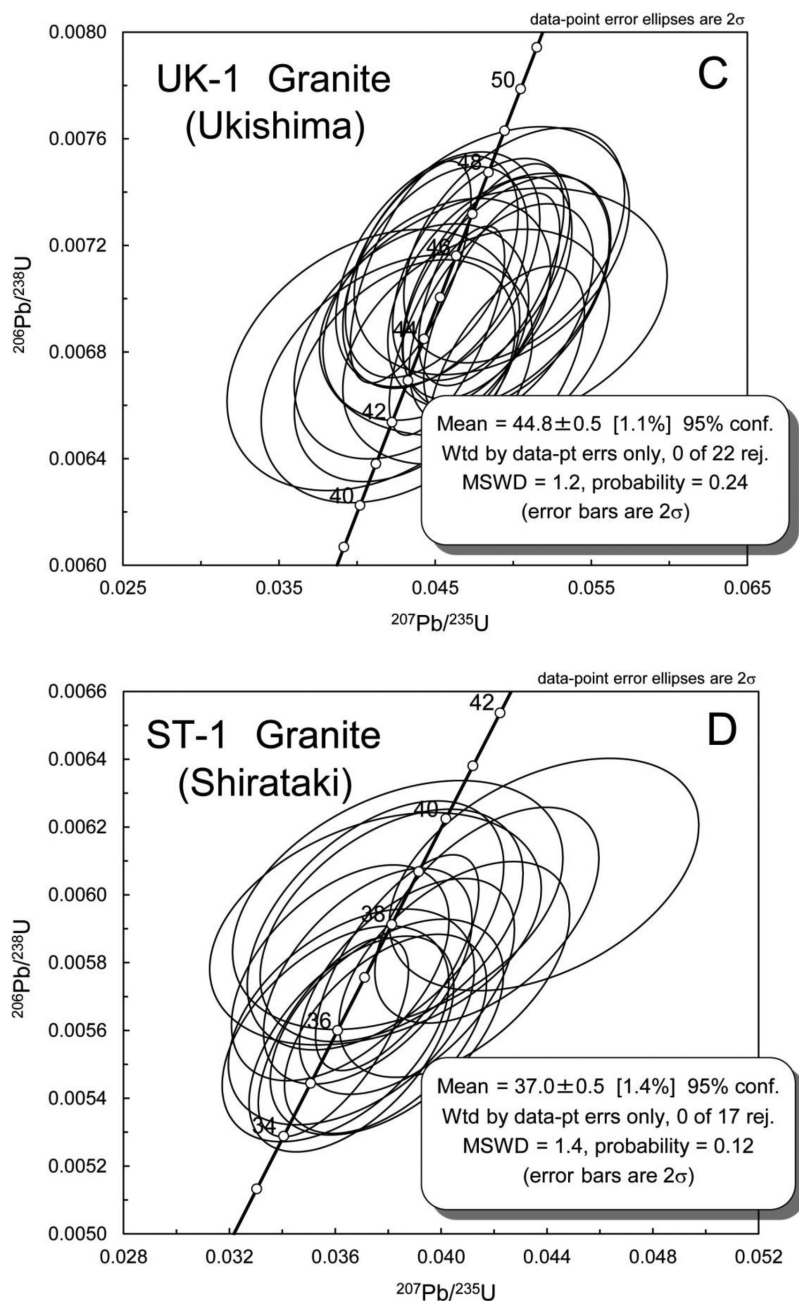 data-point error ellipses are 2σ
0.0080
UK-1 Granite
(Ukishima)
C
50
0.0076
48
0.0072
46
²⁰⁶Pb/²³⁸U
44
0.0068
42
Mean = 44.8±0.5 [1.1%] 95% conf.
Wtd by data-pt errs only, 0 of 22 rej.
MSWD = 1.2, probability = 0.24
(error bars are 2σ)
0.0064
40
0.0060
0.025 0.035 0.045 0.055 0.065
²⁰⁷Pb/²³⁵U
data-point error ellipses are 2σ
0.0066
42
ST-1 Granite
(Shirataki)
D
0.0064
40
0.0062
0.0060
38
²⁰⁶Pb/²³⁸U
0.0058
36
0.0056
0.0054
34
Mean = 37.0±0.5 [1.4%] 95% conf.
Wtd by data-pt errs only, 0 of 17 rej.
MSWD = 1.4, probability = 0.12
(error bars are 2σ)
0.0052
0.0050
0.028 0.032 0.036 0.040 0.044 0.048 0.052
²⁰⁷Pb/²³⁵U